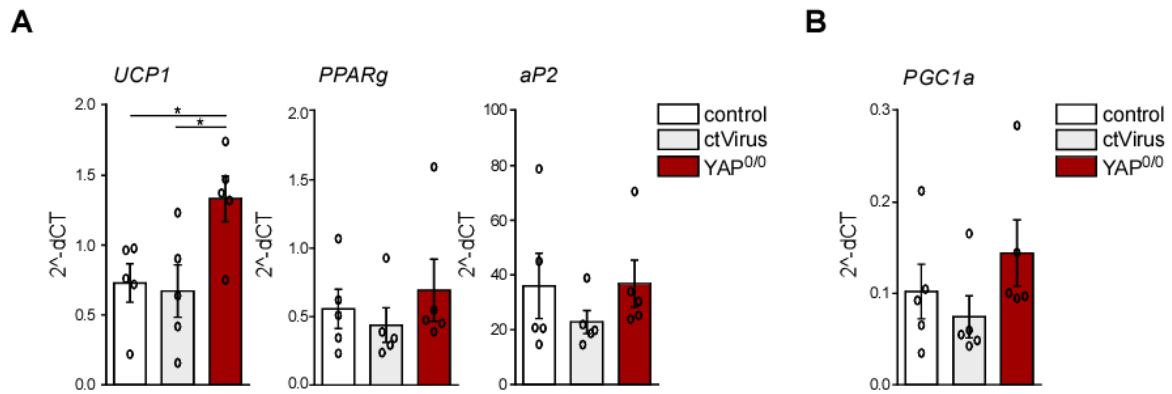 A
B
UCP1
PPARg
aP2
PGC1a
2^-dCT
2.0
1.5
1.0
0.5
0.0
*
*
2^-dCT
2.0
1.5
1.0
0.5
0.0
2^-dCT
100
80
60
40
20
0
control
ctVirus
YAP0/0
2^-dCT
0.3
0.2
0.1
0.0
control
ctVirus
YAP0/0